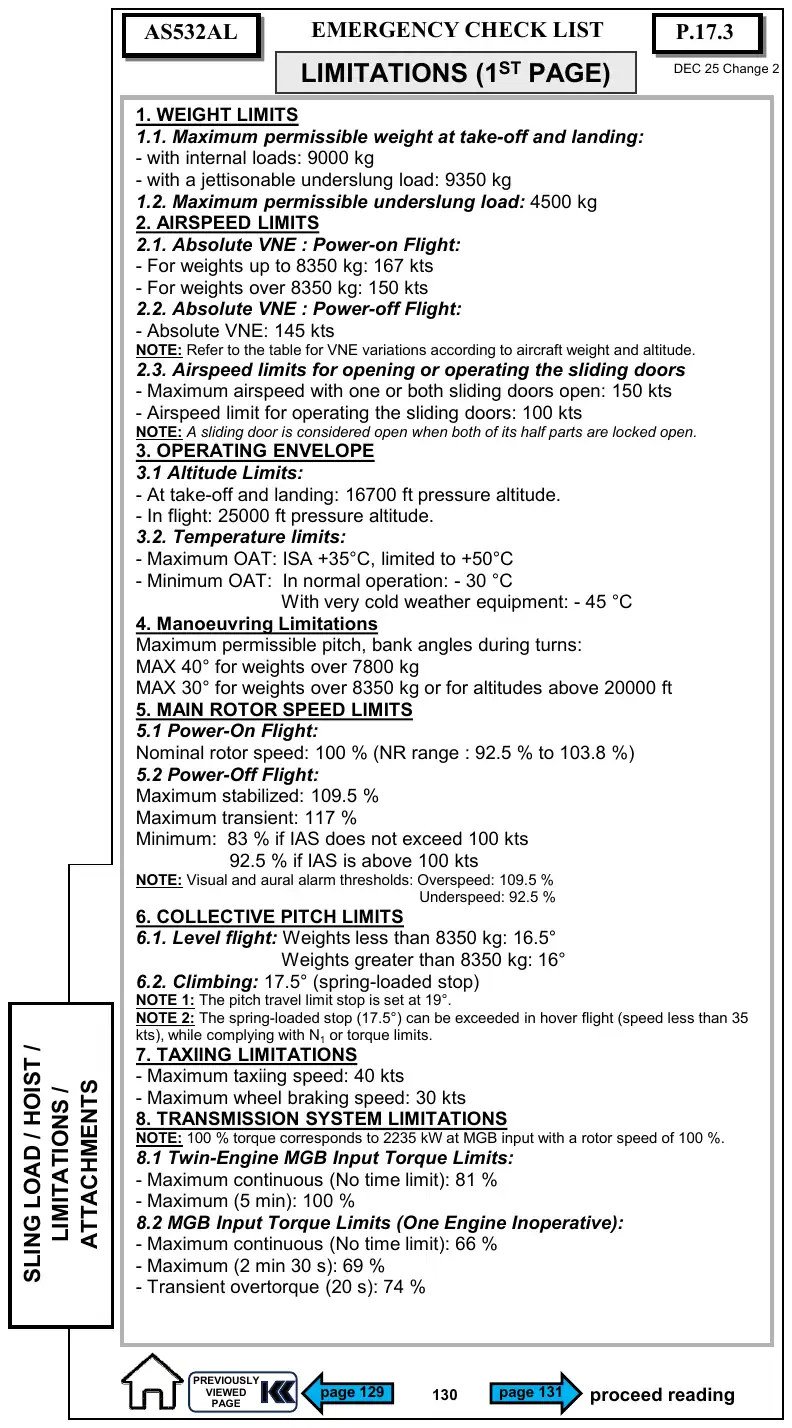 AS532AL
EMERGENCY CHECK LIST
P.17.3
LIMITATIONS (1ST PAGE)
DEC 25 Change 2
1. WEIGHT LIMITS
1.1. Maximum permissible weight at take-off and landing:
- with internal loads: 9000 kg
- with a jettisonable underslung load: 9350 kg
1.2. Maximum permissible underslung load: 4500 kg
2. AIRSPEED LIMITS
2.1. Absolute VNE : Power-on Flight:
- For weights up to 8350 kg: 167 kts
- For weights over 8350 kg: 150 kts
2.2. Absolute VNE : Power-off Flight:
- Absolute VNE: 145 kts
NOTE: Refer to the table for VNE variations according to aircraft weight and altitude.
2.3. Airspeed limits for opening or operating the sliding doors
- Maximum airspeed with one or both sliding doors open: 150 kts
- Airspeed limit for operating the sliding doors: 100 kts
NOTE: A sliding door is considered open when both of its half parts are locked open.
3. OPERATING ENVELOPE
3.1 Altitude Limits:
- At take-off and landing: 16700 ft pressure altitude.
- In flight: 25000 ft pressure altitude.
3.2. Temperature limits:
- Maximum OAT: ISA +35°C, limited to +50°C
- Minimum OAT: In normal operation: - 30 °C
With very cold weather equipment: - 45 °C
4. Manoeuvring Limitations
Maximum permissible pitch, bank angles during turns:
MAX 40° for weights over 7800 kg
MAX 30° for weights over 8350 kg or for altitudes above 20000 ft
5. MAIN ROTOR SPEED LIMITS
5.1 Power-On Flight:
Nominal rotor speed: 100 % (NR range : 92.5 % to 103.8 %)
5.2 Power-Off Flight:
Maximum stabilized: 109.5 %
Maximum transient: 117 %
Minimum: 83 % if IAS does not exceed 100 kts
92.5 % if IAS is above 100 kts
NOTE: Visual and aural alarm thresholds: Overspeed: 109.5 %
Underspeed: 92.5 %
6. COLLECTIVE PITCH LIMITS
6.1. Level flight: Weights less than 8350 kg: 16.5°
Weights greater than 8350 kg: 16°
6.2. Climbing: 17.5° (spring-loaded stop)
NOTE 1: The pitch travel limit stop is set at 19°.
NOTE 2: The spring-loaded stop (17.5°) can be exceeded in hover flight (speed less than 35
kts), while complying with N1 or torque limits.
7. TAXIING LIMITATIONS
- Maximum taxiing speed: 40 kts
- Maximum wheel braking speed: 30 kts
8. TRANSMISSION SYSTEM LIMITATIONS
NOTE: 100 % torque corresponds to 2235 kW at MGB input with a rotor speed of 100 %.
8.1 Twin-Engine MGB Input Torque Limits:
- Maximum continuous (No time limit): 81 %
- Maximum (5 min): 100 %
8.2 MGB Input Torque Limits (One Engine Inoperative):
- Maximum continuous (No time limit): 66 %
- Maximum (2 min 30 s): 69 %
- Transient overtorque (20 s): 74 %
SLING LOAD / HOIST /
LIMITATIONS /
ATTACHMENTS
PREVIOUSLY
VIEWED
PAGE
page 129
130
page 131
proceed reading